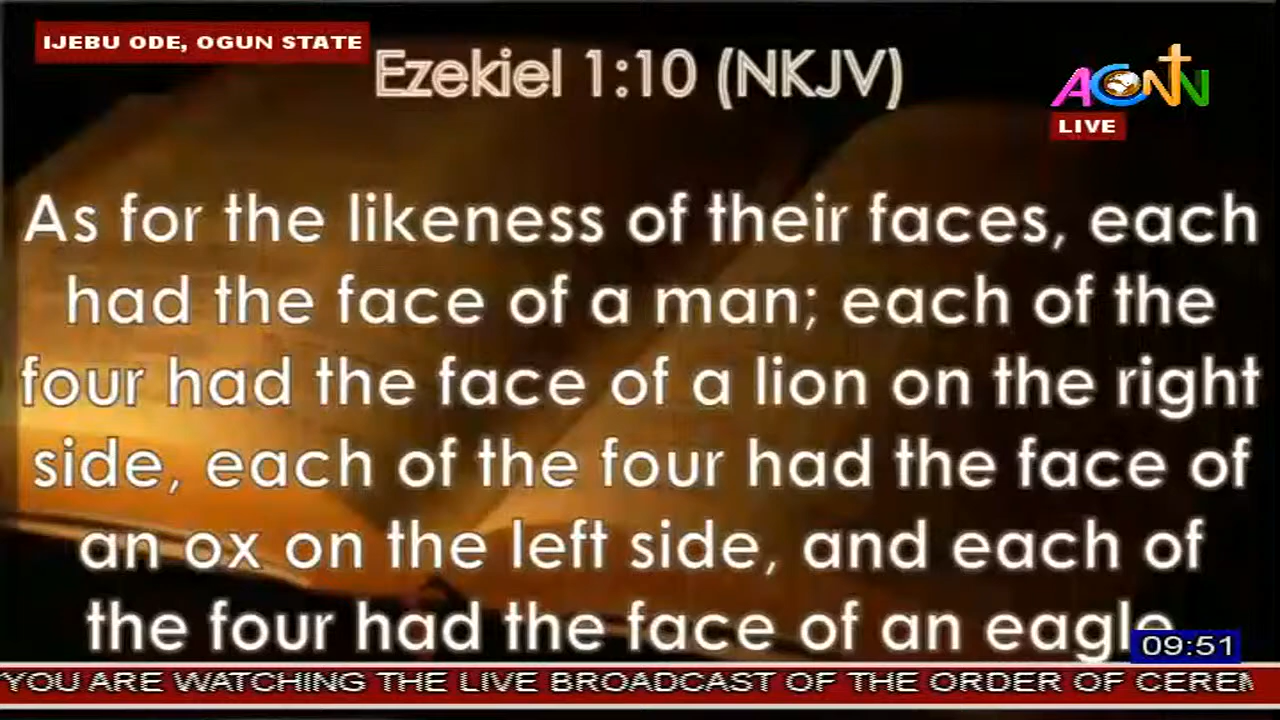 IJEBU ODE, OGUN STATE
Ezekiel 1:10 (NKJV)
ACNN
LIVE
As for the likeness of their faces, each
had the face of a man; each of the
four had the face of a lion on the right
side, each of the four had the face of
an ox on the left side, and each of
the four had the face of an eagle
09:51
YOU ARE WATCHING THE LIVE BROADCAST OF THE ORDER OF